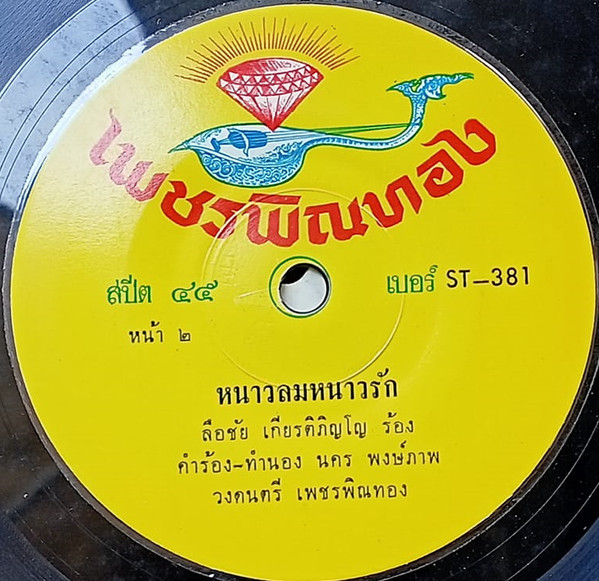 เพชรพิณทอง
สปีต ๔๕
เบอร์ ST-381
หน้า ๒
หนาวลมหนาวรัก
ลือชัย เกียรติภิญโญ ร้อง
คำร้อง-ทำนอง นคร พงษ์ภาพ
วงดนตรี เพชรพิณทอง